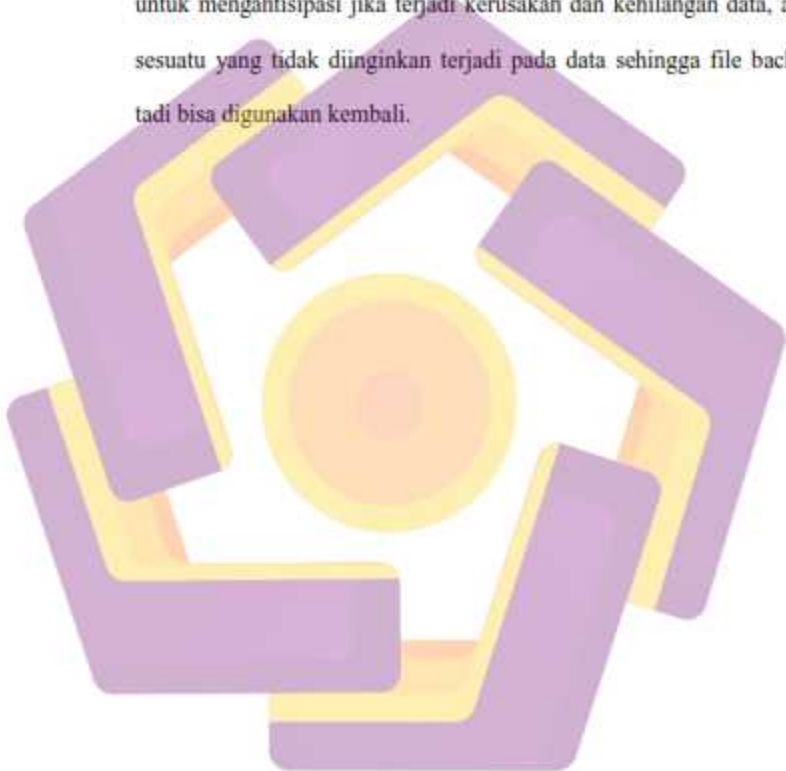 untuk mengantisipasi jika terjadi kerusakan dan kehilangan data,
sesuatu yang tidak diinginkan terjadi pada data sehingga file
tadi bisa digunakan kembali.